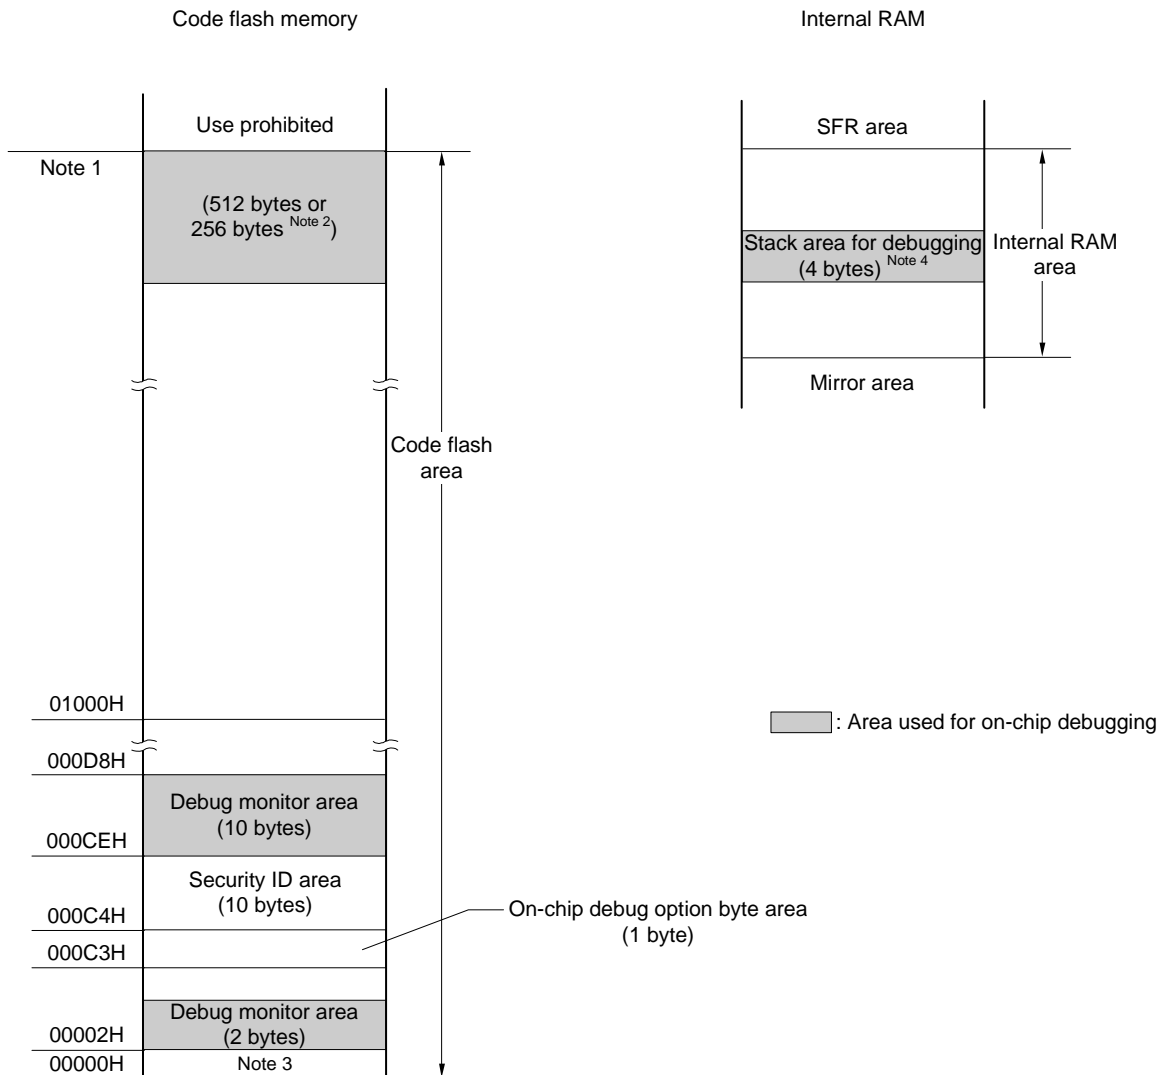 Code flash memory
Internal RAM
Use prohibited
Note 1
(512 bytes or
256 bytes Note 2)
Code flash
area
01000H
000D8H
Debug monitor area
(10 bytes)
000CEH
Security ID area
(10 bytes)
000C4H
000C3H
On-chip debug option byte area
(1 byte)
Debug monitor area
(2 bytes)
00002H
00000H
Note 3
SFR area
Stack area for debugging
(4 bytes) Note 4
Internal RAM
area
Mirror area
: Area used for on-chip debugging